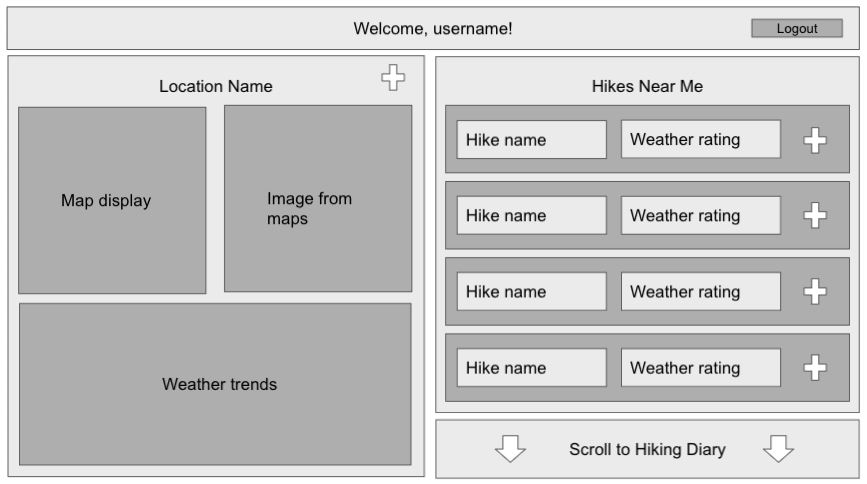 Welcome, username!
Logout
Location Name
Map display
Image from
maps
Weather trends
Hikes Near Me
Hike name
Weather rating
Hike name
Weather rating
Hike name
Weather rating
Hike name
Weather rating
Scroll to Hiking Diary